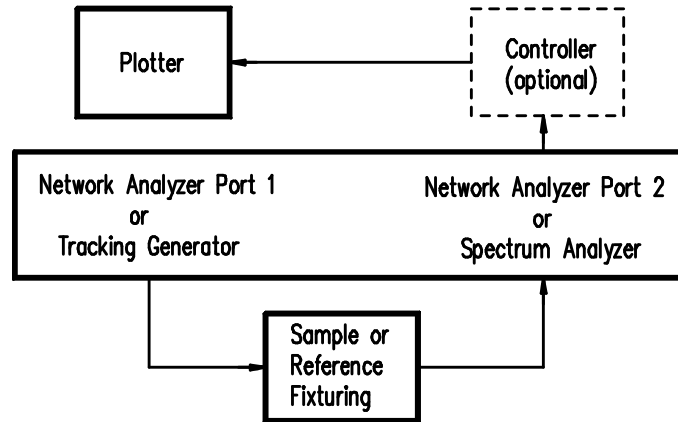 Plotter
Controller
(optional)
Network Analyzer Port 1
or
Tracking Generator
Network Analyzer Port 2
or
Spectrum Analyzer
Sample or
Reference
Fixturing